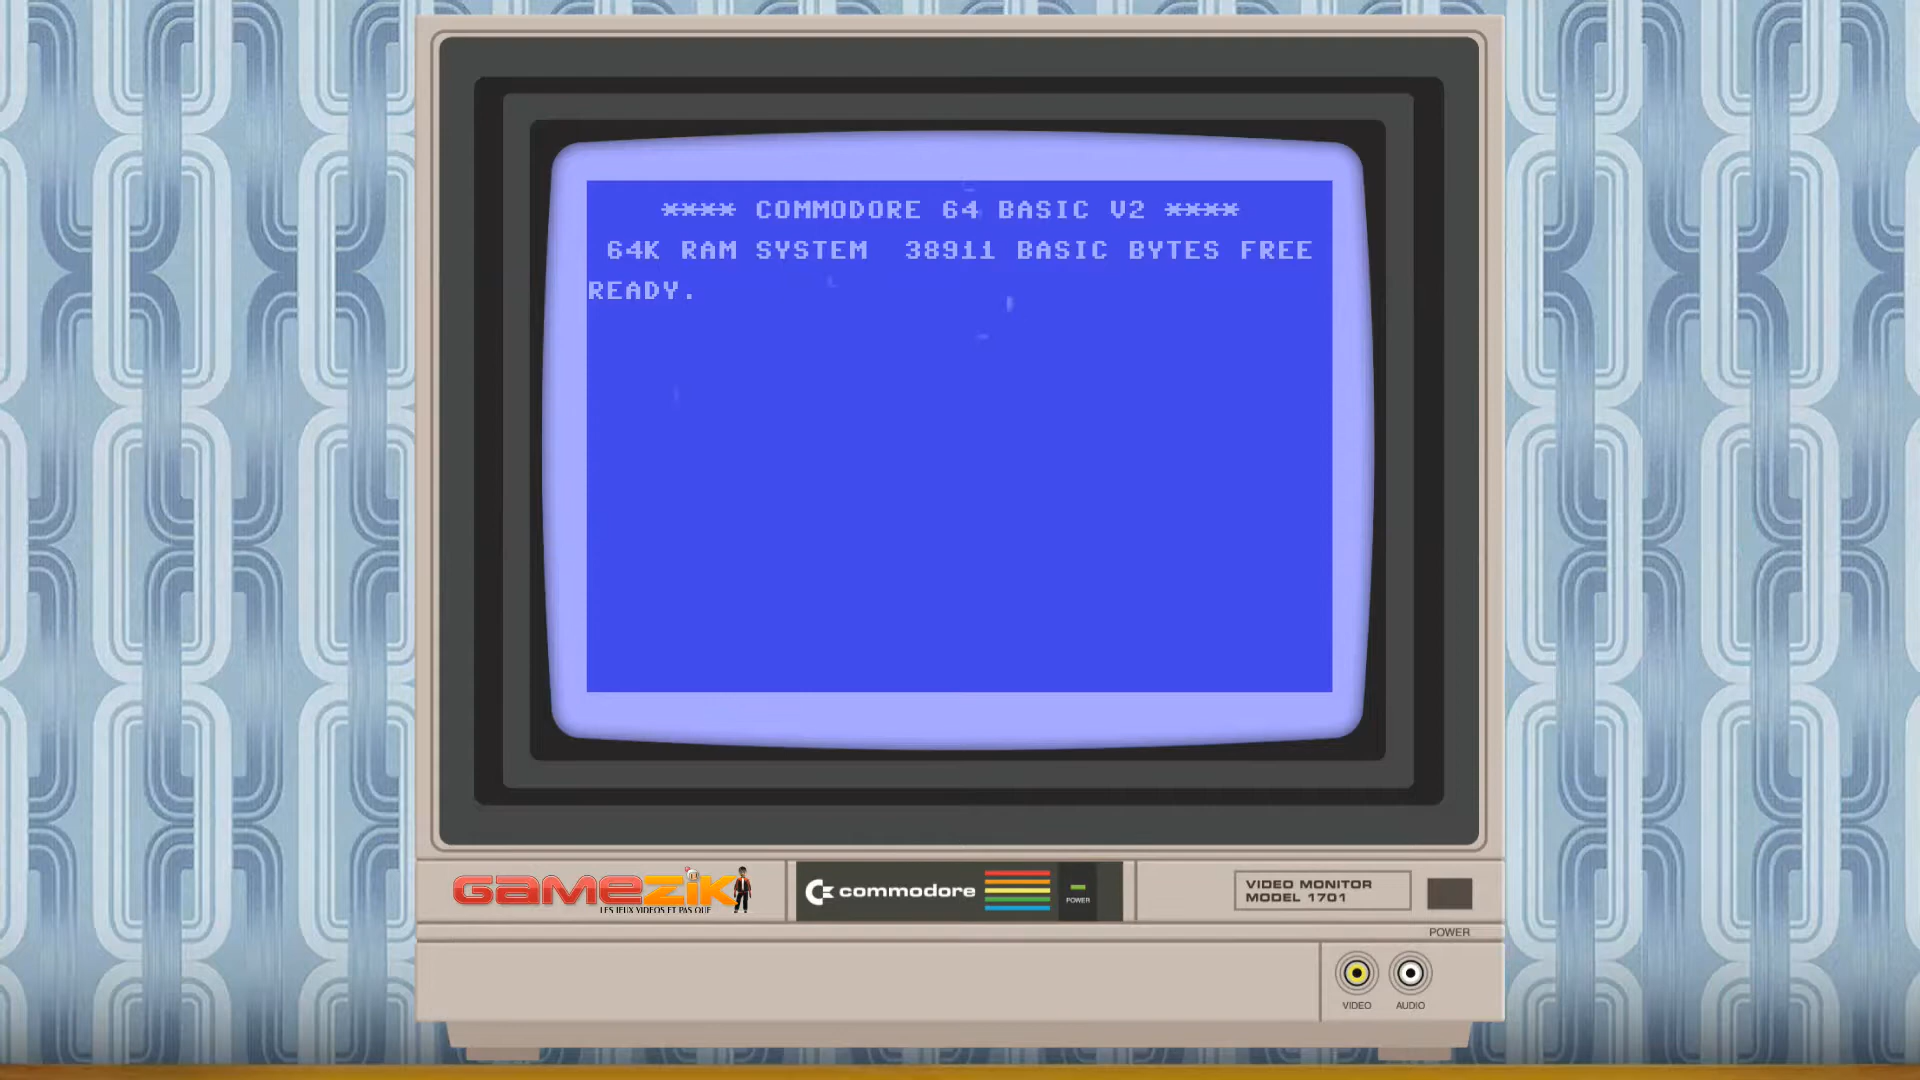 **** COMMODORE 64 BASIC V2 ****
64K RAM SYSTEM  38911 BASIC BYTES FREE
READY.
GAMEZIK
LES JEUX VIDEOS ET PAS QUE
commodore
POWER
VIDEO MONITOR
MODEL 1701
POWER
VIDEO
AUDIO